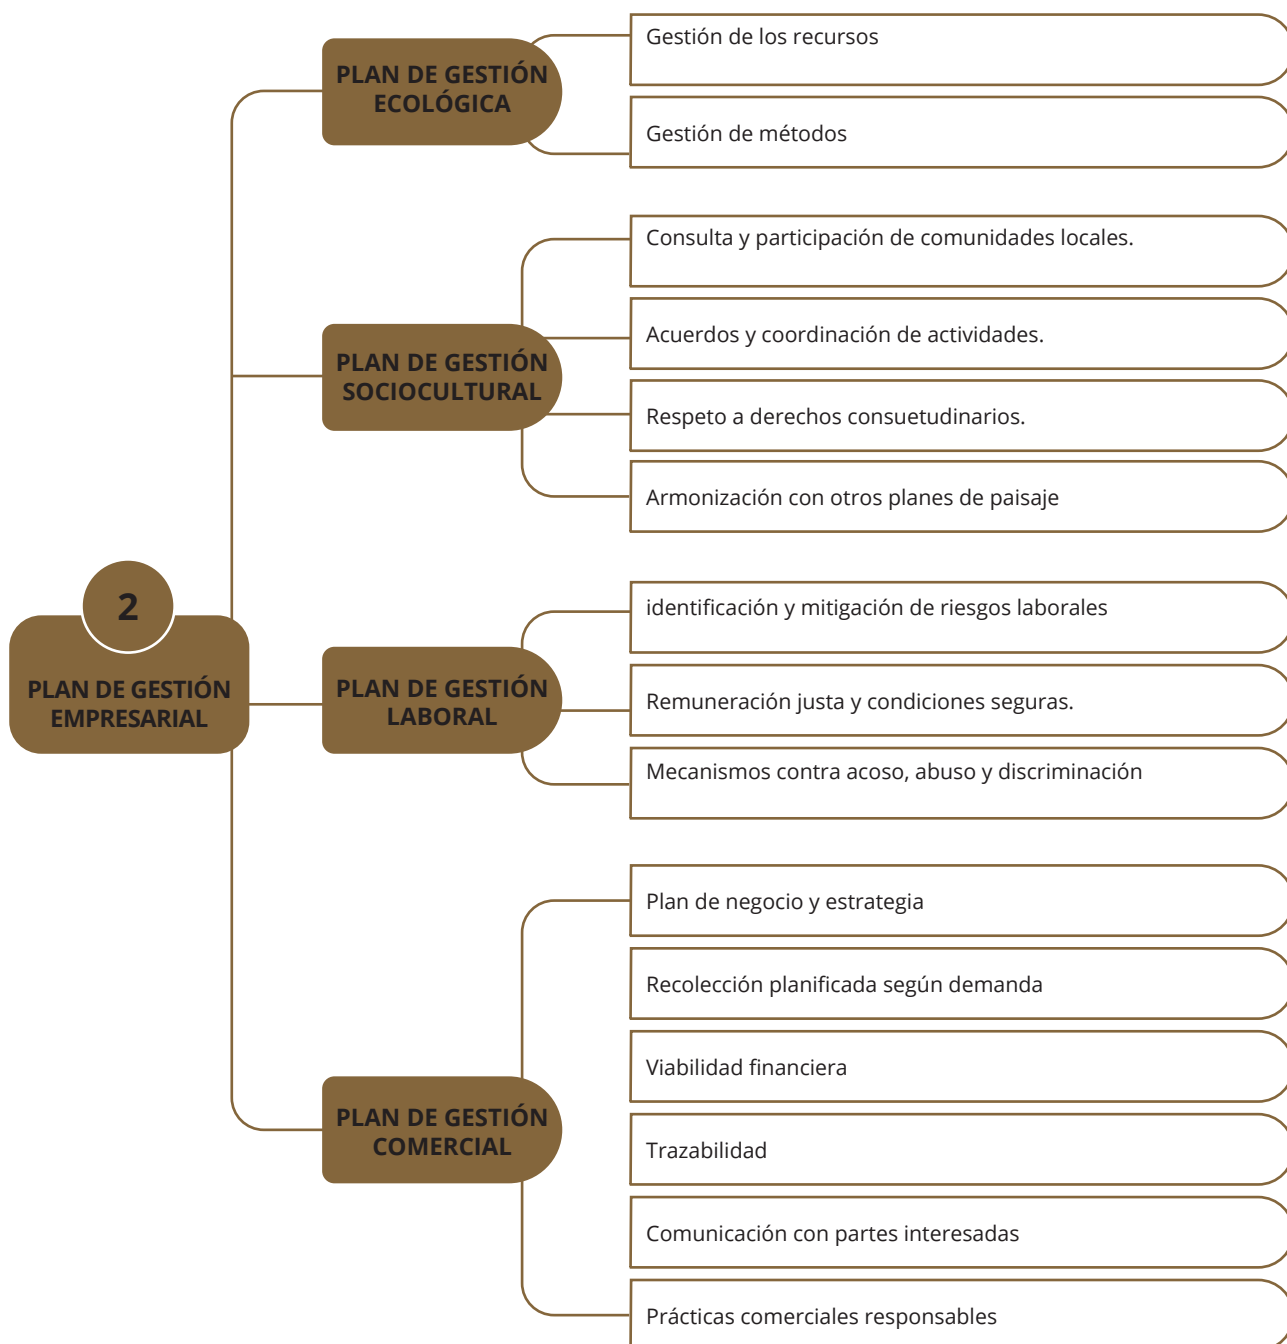 2
PLAN DE GESTIÓN
EMPRESARIAL
PLAN DE GESTIÓN
ECOLÓGICA
Gestión de los recursos
Gestión de métodos
PLAN DE GESTIÓN
SOCIOCULTURAL
Consulta y participación de comunidades locales.
Acuerdos y coordinación de actividades.
Respeto a derechos consuetudinarios.
Armonización con otros planes de paisaje
PLAN DE GESTIÓN
LABORAL
identificación y mitigación de riesgos laborales
Remuneración justa y condiciones seguras.
Mecanismos contra acoso, abuso y discriminación
PLAN DE GESTIÓN
COMERCIAL
Plan de negocio y estrategia
Recolección planificada según demanda
Viabilidad financiera
Trazabilidad
Comunicación con partes interesadas
Prácticas comerciales responsables